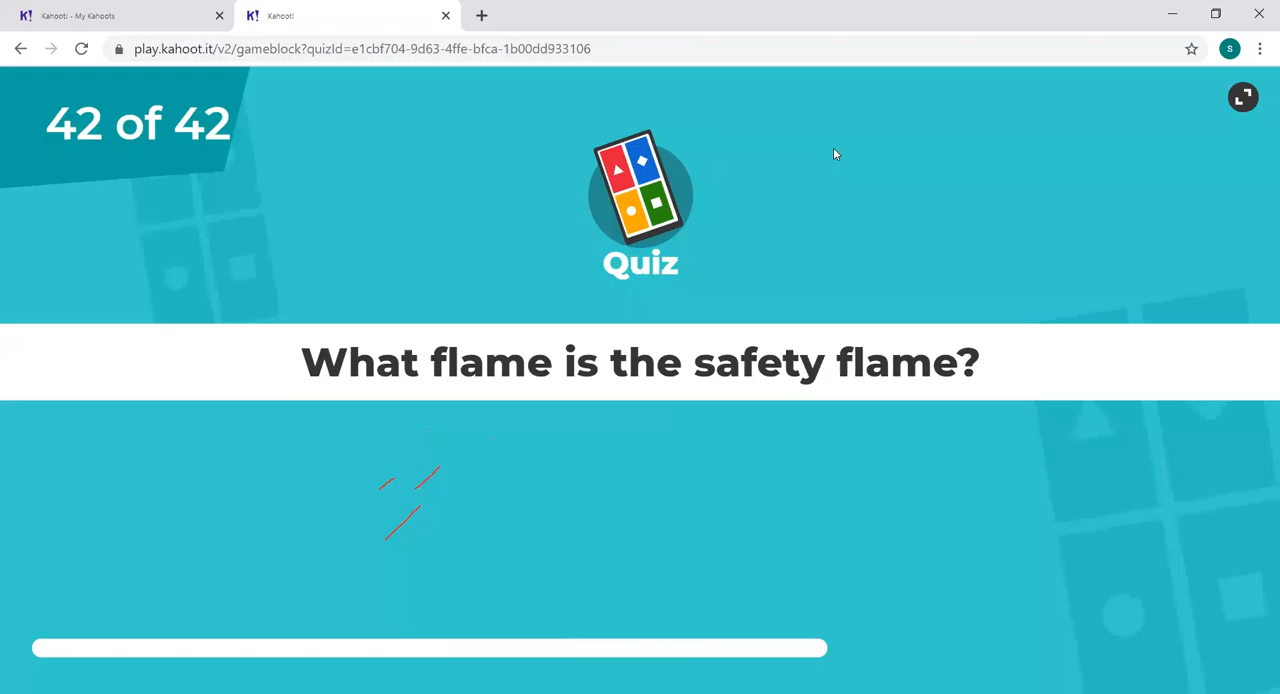 Kahoot! - My Kahoots
Kahoot!
play.kahoot.it/v2/gameblock?quizId=e1cbf704-9d63-4ffe-bfca-1b00dd933106
S
42 of 42
Quiz
What flame is the safety flame?